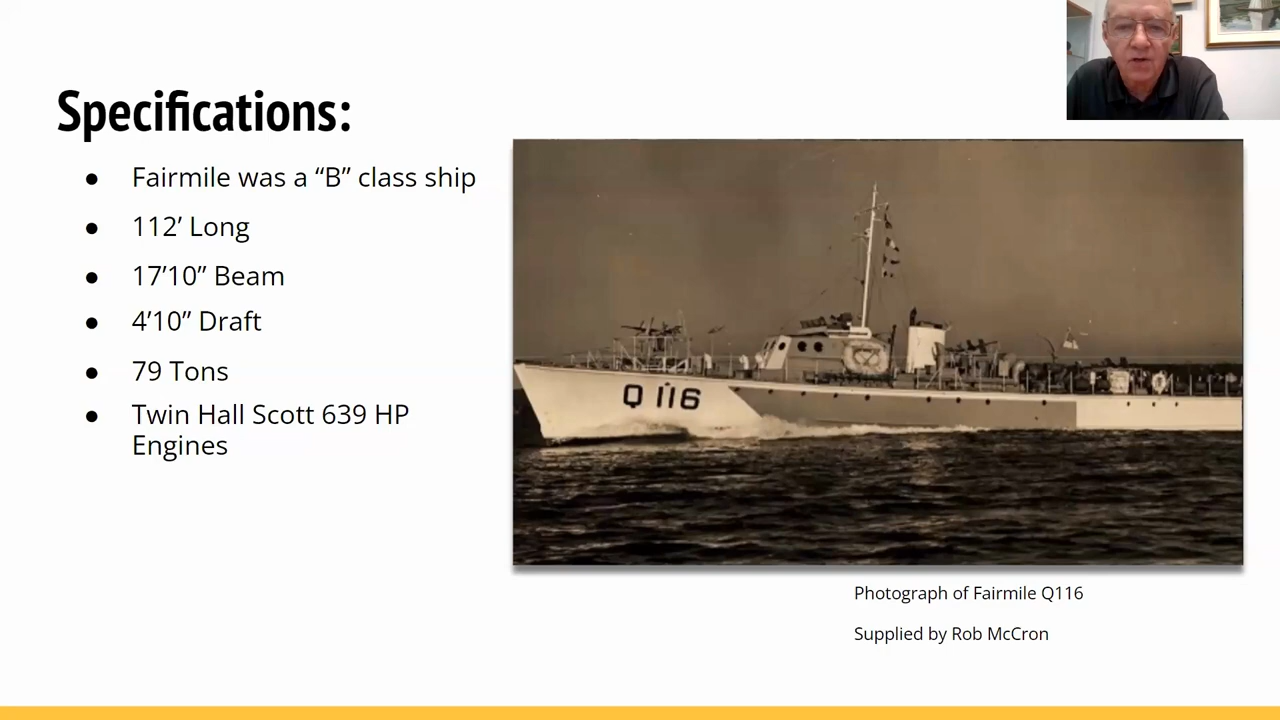 Specifications:
● Fairmile was a “B” class ship
● 112’ Long
● 17’10” Beam
● 4’10” Draft
● 79 Tons
● Twin Hall Scott 639 HP
Engines
Q 116
Photograph of Fairmile Q116
Supplied by Rob McCron